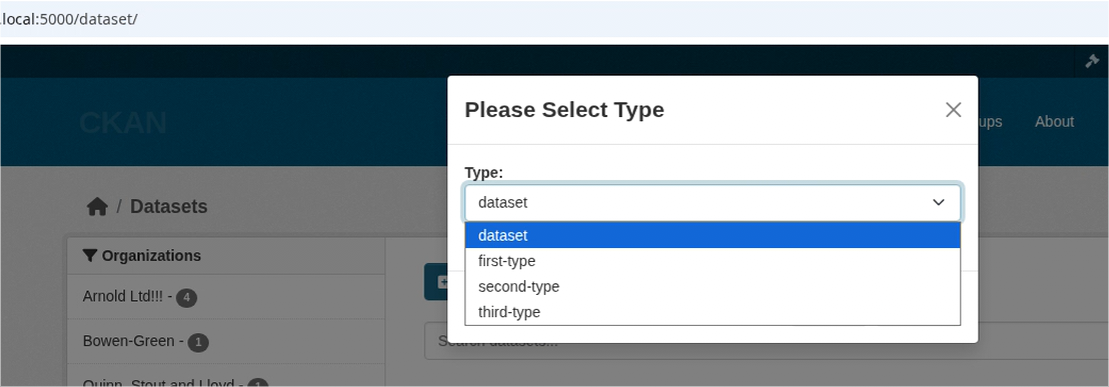 .local:5000/dataset/
CKAN
ups About
Please Select Type
Type:
dataset
dataset
first-type
second-type
third-type
/ Datasets
Organizations
Arnold Ltd!!! - 4
Bowen-Green - 1
Quinn, Stout and Lloyd - 1
Search datasets...